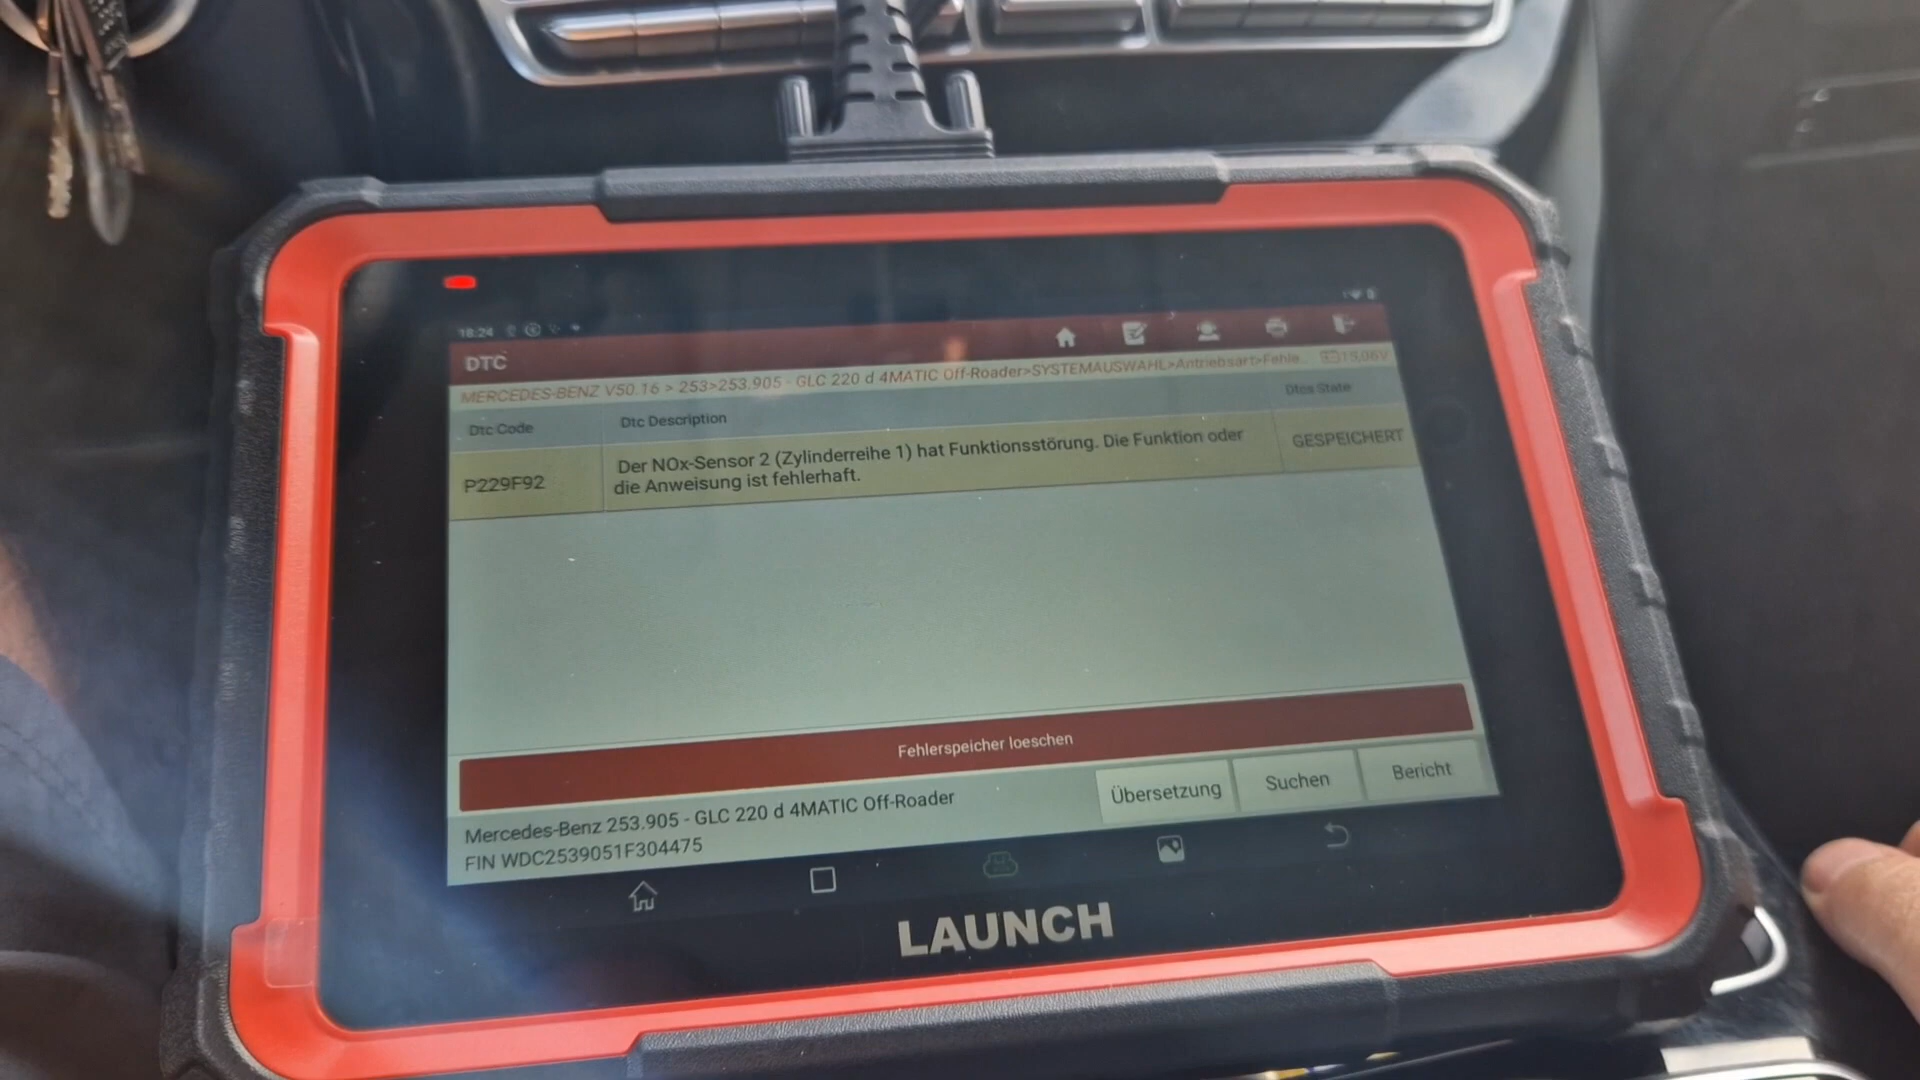 18:24
DTC
MERCEDES-BENZ V50.16 > 253>253.905 - GLC 220 d 4MATIC Off-Roader>SYSTEMAUSWAHL>Antriebsart>Fehle...
Dtc Code
Dtc Description
Dtcs State
P229F92
Der NOx-Sensor 2 (Zylinderreihe 1) hat Funktionsstörung. Die Funktion oder
die Anweisung ist fehlerhaft.
GESPEICHERT
Fehlerspeicher loeschen
Mercedes-Benz 253.905 - GLC 220 d 4MATIC Off-Roader
FIN WDC2539051F304475
Übersetzung
Suchen
Bericht
LAUNCH